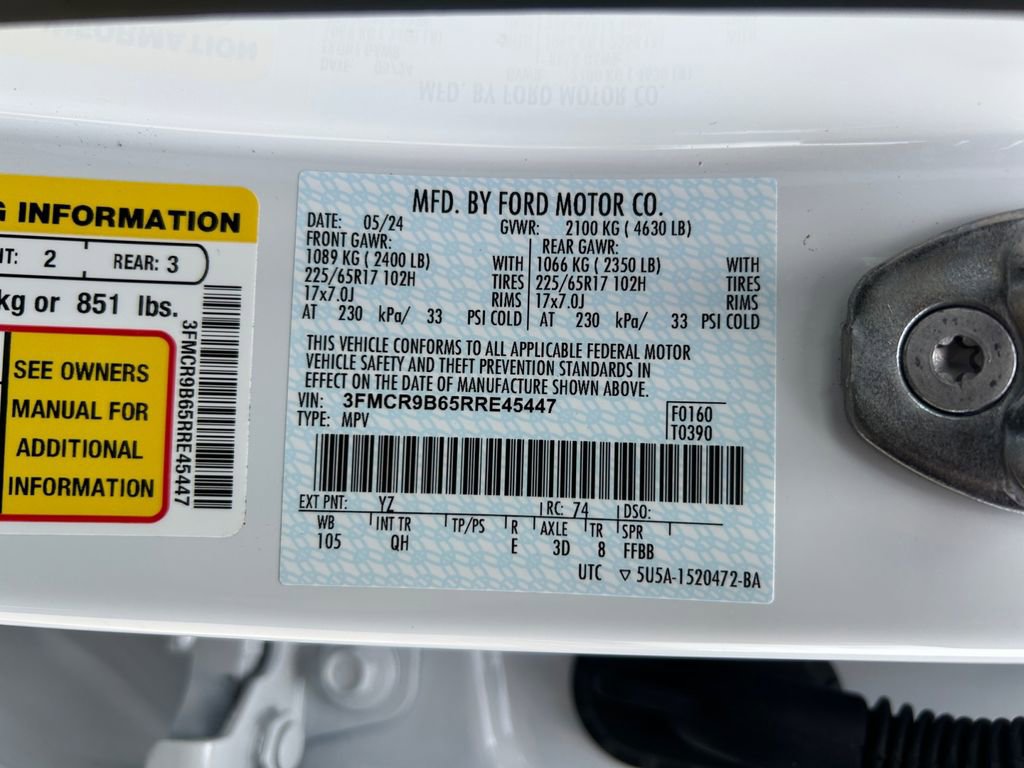 G INFORMATION
NT: 2 REAR: 3
kg or 851 lbs.
SEE OWNERS
MANUAL FOR
ADDITIONAL
INFORMATION
3FMCR9B65RRE45447
MFD. BY FORD MOTOR CO.
DATE: 05/24 GVWR: 2100 KG ( 4630 LB)
FRONT GAWR: REAR GAWR:
1089 KG ( 2400 LB) WITH 1066 KG ( 2350 LB) WITH
225/65R17 102H TIRES 225/65R17 102H TIRES
17x7.0J RIMS 17x7.0J RIMS
AT 230 kPa/ 33 PSI COLD AT 230 kPa/ 33 PSI COLD
THIS VEHICLE CONFORMS TO ALL APPLICABLE FEDERAL MOTOR
VEHICLE SAFETY AND THEFT PREVENTION STANDARDS IN
EFFECT ON THE DATE OF MANUFACTURE SHOWN ABOVE.
VIN: 3FMCR9B65RRE45447 F0160
TYPE: MPV T0390
EXT PNT: YZ RC: 74 DSO:
WB INT TR TP/PS R AXLE TR SPR
105 QH E 3D 8 FFBB
UTC ▽ 5U5A-1520472-BA